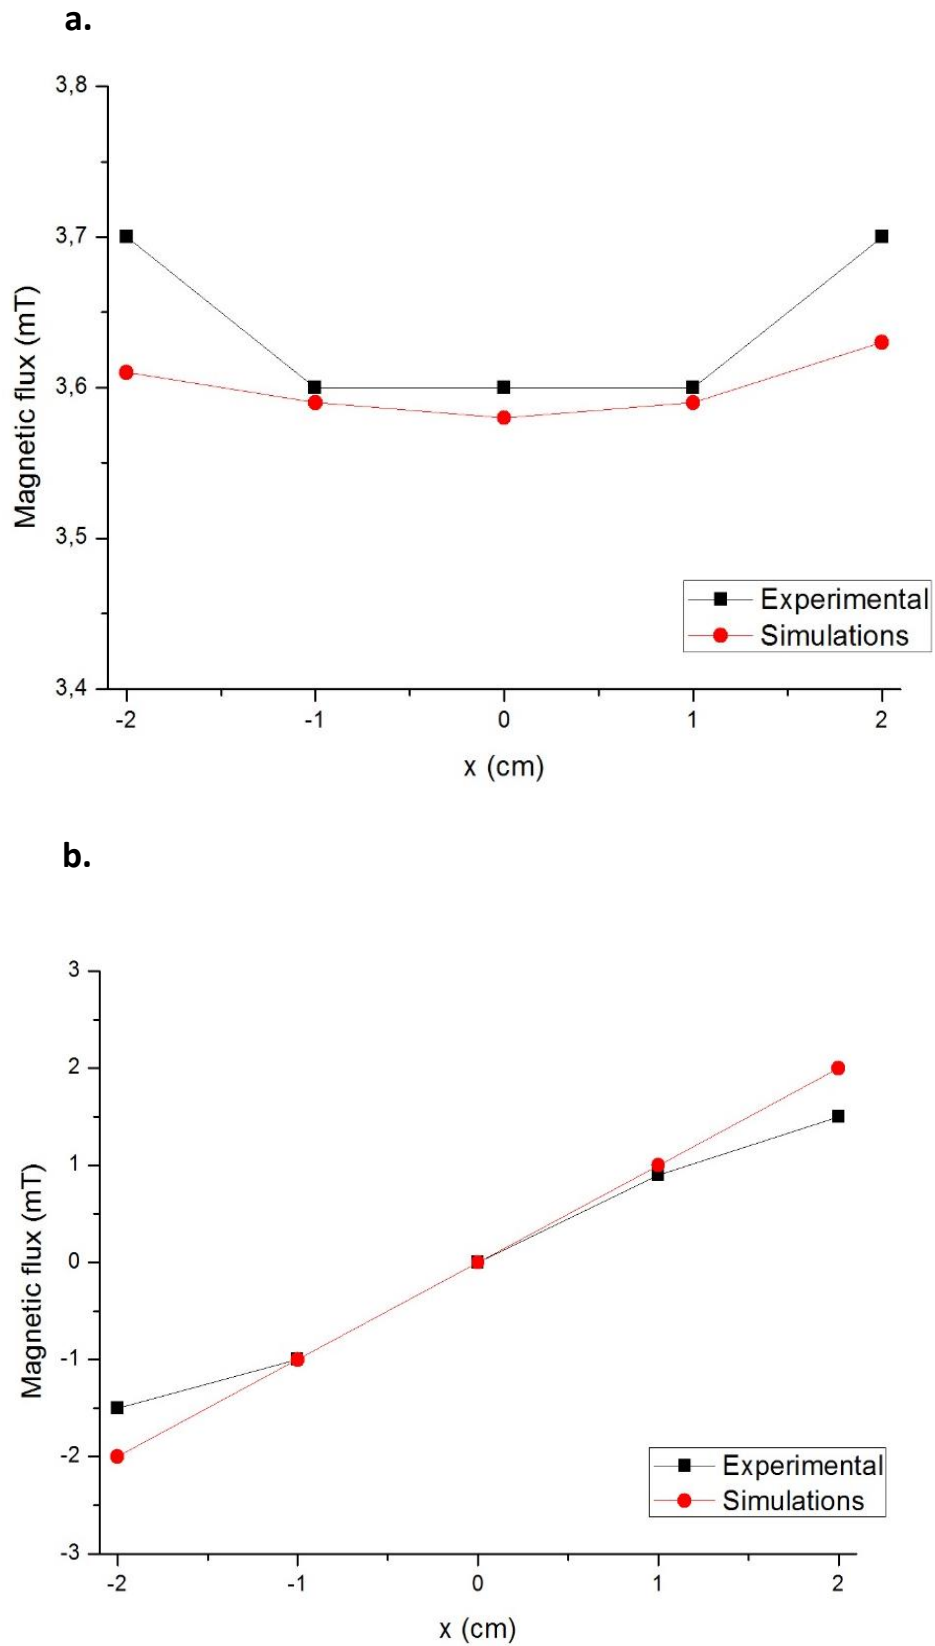 a.
3,8
3,7
3,6
3,5
3,4
Magnetic flux (mT)
Experimental
Simulations
-2 -1 0 1 2
x (cm)
b.
3
2
1
0
-1
-2
-3
Magnetic flux (mT)
Experimental
Simulations
-2 -1 0 1 2
x (cm)